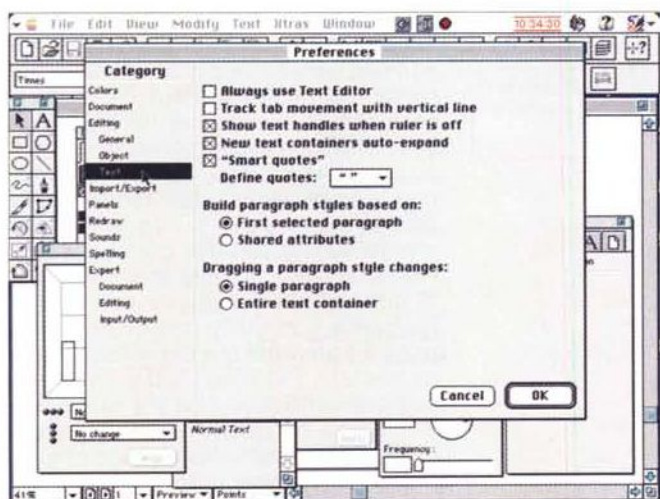 File Edit View Modify Text Xtras Window 10:54:50
Preferences
Times
Category
Colors
Document
Editing
General
Object
Text
Import/Export
Panels
Redraw
Sounds
Spelling
Expert
Document
Editing
Input/Output
Always use Text Editor
Track tab movement with vertical line
Show text handles when ruler is off
New text containers auto-expand
“Smart quotes”
Define quotes: “ ”
Build paragraph styles based on:
First selected paragraph
Shared attributes
Dragging a paragraph style changes:
Single paragraph
Entire text container
Cancel OK
No change
Normal Text
Frequency:
41% 1 Preview Points